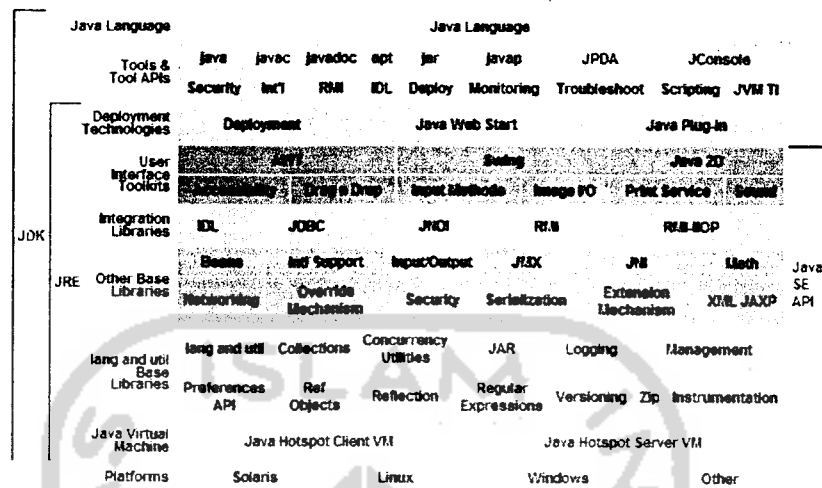 Java Language Java Language
Tools & Tool APIs
java javac javadoc apt jar javap JPDA JConsole
Security Int'l RMI IDL Deploy Monitoring Troubleshoot Scripting JVM TI
Deployment Technologies
Deployment Java Web Start Java Plug-in
User Interface Toolkits
AWT Swing Java 2D
Accessibility Drag n Drop Input Methods Image I/O Print Service Sound
Integration Libraries
IDL JDBC JNDI RMI RMI-IIOP
Other Base Libraries
Beans Intl Support Input/Output JMX JNI Math
Networking Override Mechanism Security Serialization Extension Mechanism XML JAXP
lang and util Base Libraries
lang and util Collections Concurrency Utilities JAR Logging Management
Preferences API Ref Objects Reflection Regular Expressions Versioning Zip Instrumentation
Java Virtual Machine
Java Hotspot Client VM Java Hotspot Server VM
Platforms Solaris Linux Windows Other
JDK
JRE
Java SE API
ISLAM